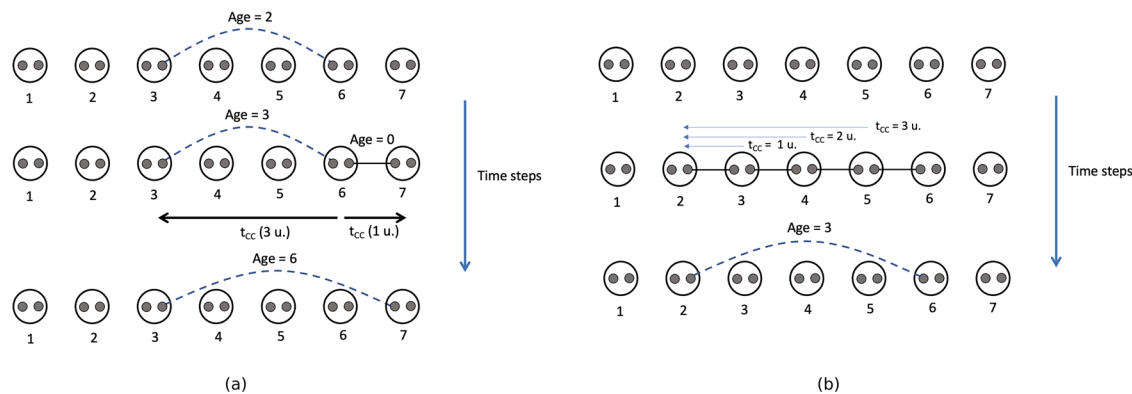 Age = 2
1 2 3 4 5 6 7
Age = 3
Age = 0
1 2 3 4 5 6 7
t_CC (3 u.) t_CC (1 u.)
Age = 6
1 2 3 4 5 6 7
Time steps
(a)
1 2 3 4 5 6 7
t_CC = 3 u.
t_CC = 2 u.
t_CC = 1 u.
1 2 3 4 5 6 7
Age = 3
1 2 3 4 5 6 7
Time steps
(b)